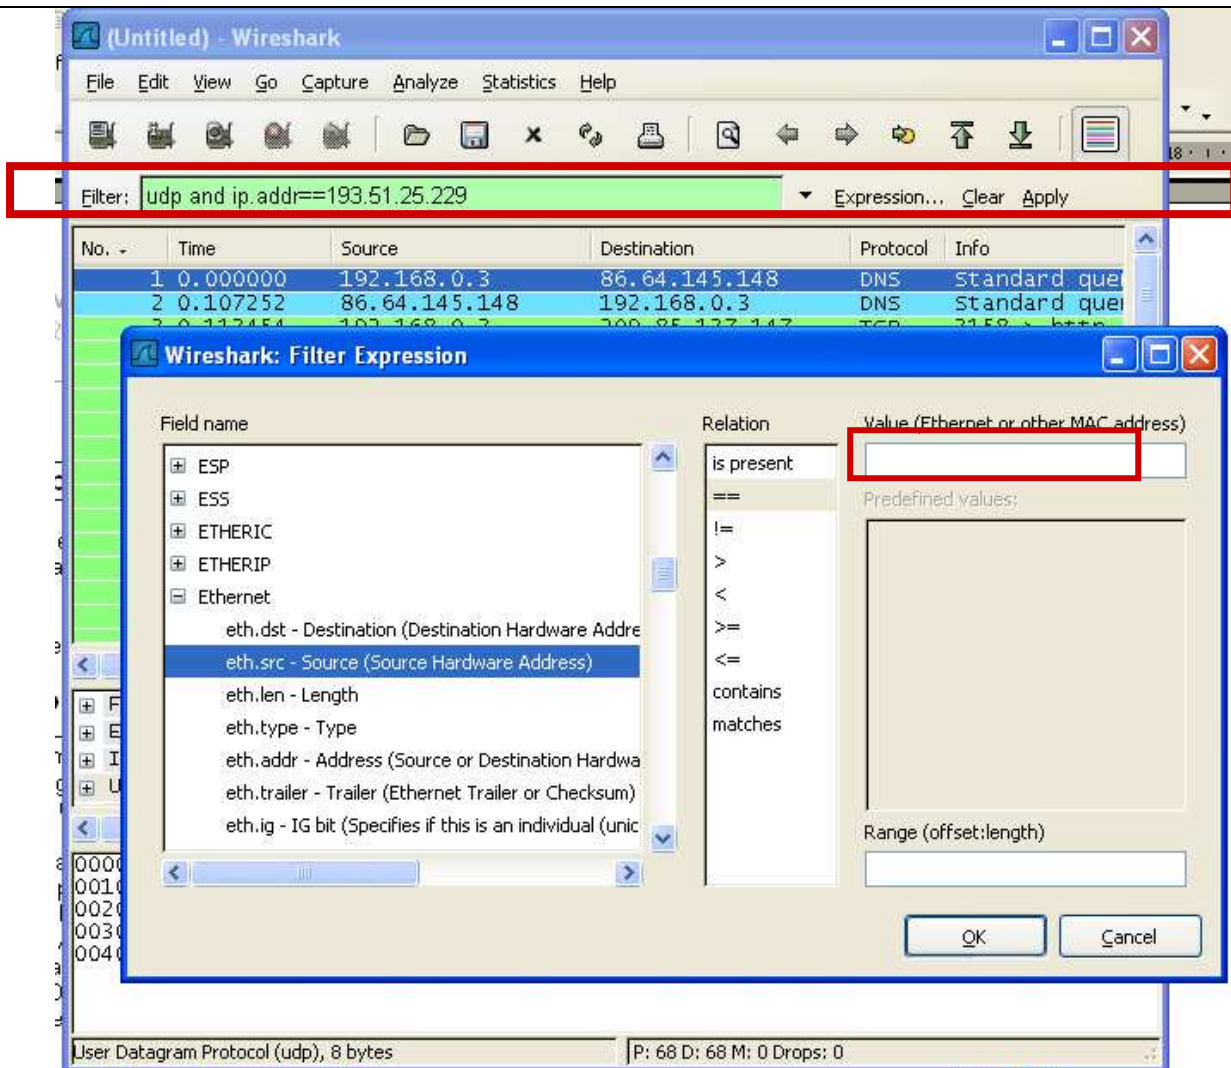 (Untitled) - Wireshark
File Edit View Go Capture Analyze Statistics Help
Filter: udp and ip.addr==193.51.25.229 Expression... Clear Apply
No. Time Source Destination Protocol Info
1 0.000000 192.168.0.3 86.64.145.148 DNS Standard
2 0.107252 86.64.145.148 192.168.0.3 DNS Standard
Wireshark: Filter Expression
Field name Relation Value (Ethernet or other MAC address)
ESP is present
ESS == Predefined values:
ETHERIC !=
ETHERIP >
Ethernet <
eth.dst - Destination (Destination Hardware Addre >=
eth.src - Source (Source Hardware Address) <=
eth.len - Length contains
eth.type - Type matches
eth.addr - Address (Source or Destination Hardwa
eth.trailer - Trailer (Ethernet Trailer or Checksum)
eth.ig - IG bit (Specifies if this is an individual (unic
Range (offset:length)
OK Cancel
User Datagram Protocol (udp), 8 bytes P: 68 D: 68 M: 0 Drops: 0